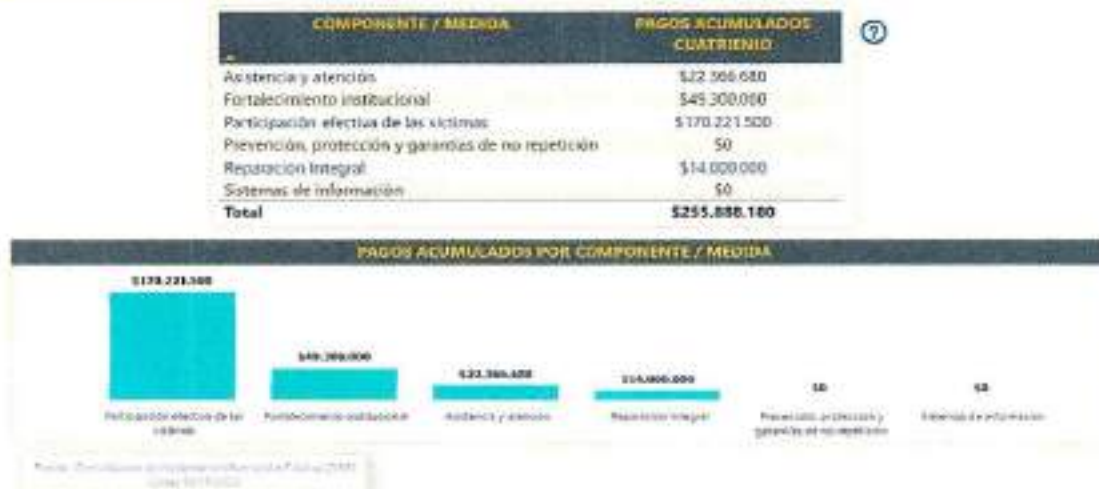 COMPONENTE / MEDIDA
PAGOS ACUMULADOS CUATRIENIO
Asistencia y atención $22.366.680
Fortalecimiento institucional $49.300.000
Participación efectiva de las víctimas $170.221.500
Prevención, protección y garantías de no repetición $0
Reparación Integral $14.000.000
Sistemas de información $0
Total $255.888.180
PAGOS ACUMULADOS POR COMPONENTE / MEDIDA
$170.221.500
$49.300.000
$22.366.680
$14.000.000
$0
$0
Participación efectiva de las víctimas
Fortalecimiento institucional
Asistencia y atención
Reparación Integral
Prevención, protección y garantías de no repetición
Sistemas de información
Fuente: